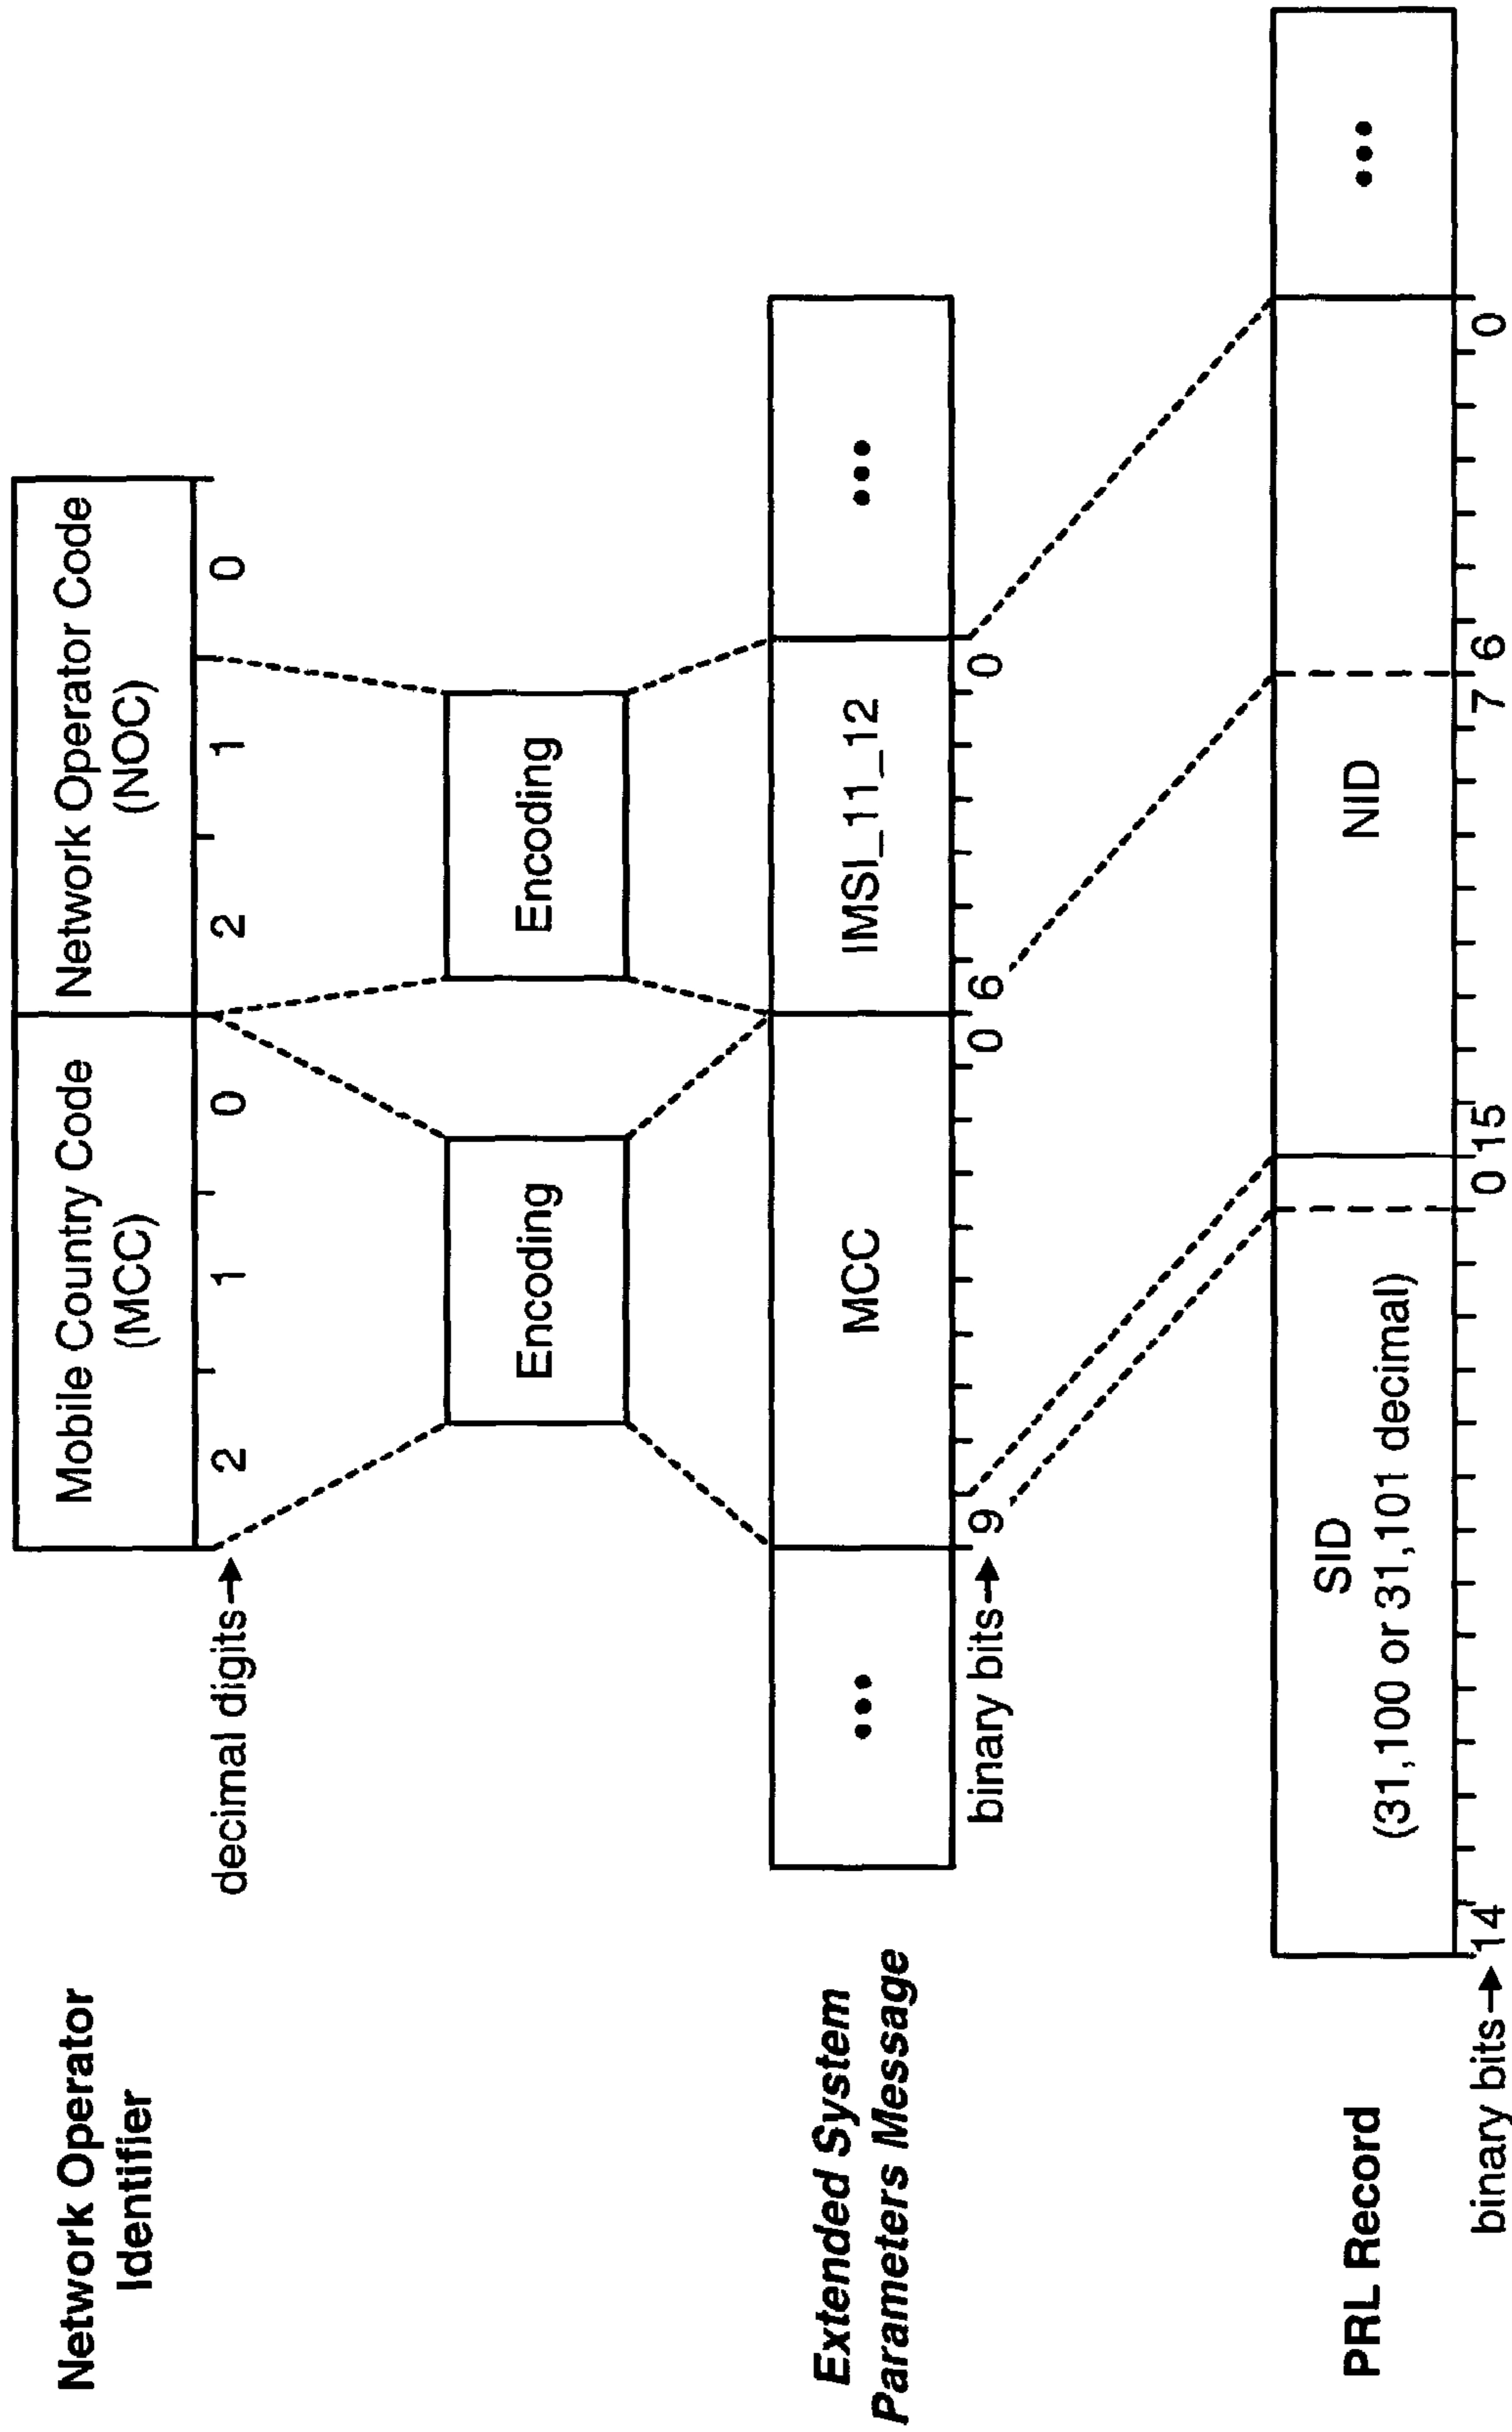 Network Operator
Identifier
Mobile Country Code
(MCC)
Network Operator Code
(NOC)
decimal digits
2 1 0 2 1 0
Encoding
Encoding
Extended System
Parameters Message
•••
MCC
IMSI_11_12
•••
binary bits
9 0 6 0
PRL Record
SID
(31,100 or 31,101 decimal)
NID
•••
binary bits
14 0 15 7 6 0